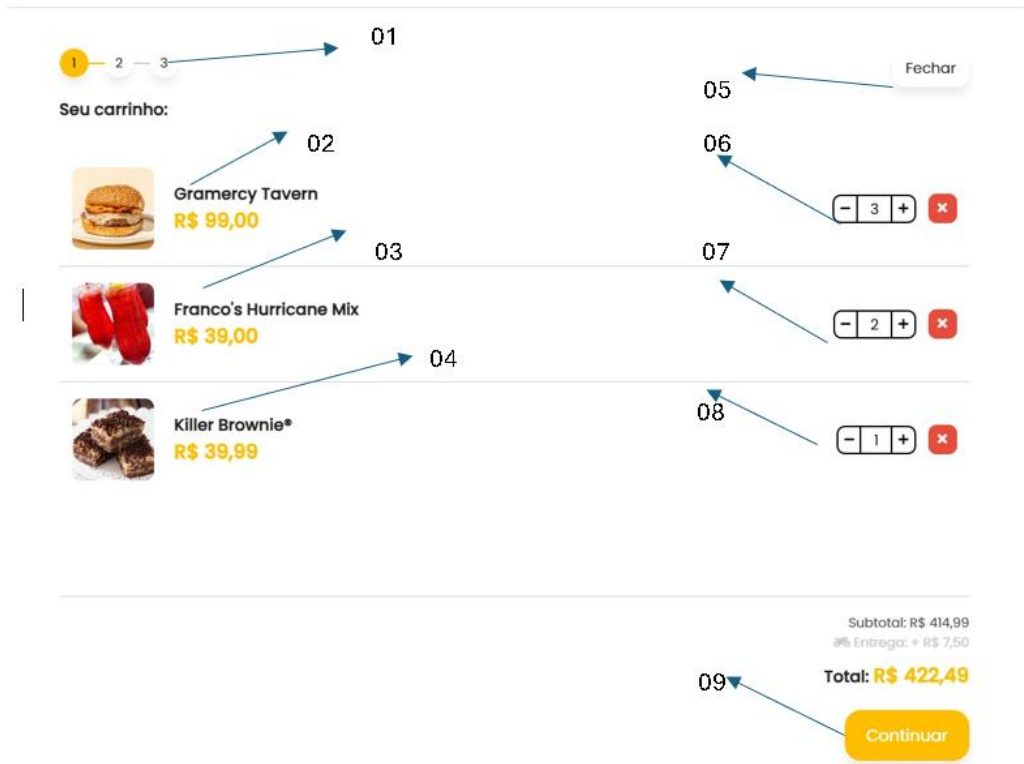 01
1 2 3
Fechar
05
Seu carrinho:
02
06
Gramercy Tavern
R$ 99,00
- 3 + ×
03
07
Franco's Hurricane Mix
R$ 39,00
- 2 + ×
04
08
Killer Brownie®
R$ 39,99
- 1 + ×
Subtotal: R$ 414,99
Entrega: + R$ 7,50
Total: R$ 422,49
09
Continuar